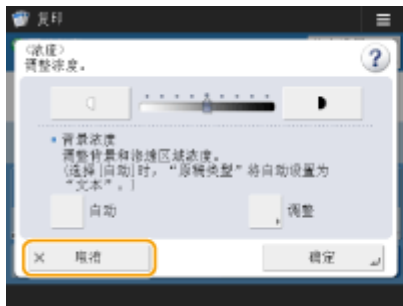 复印
<浓度>
调整浓度。
背景浓度
调整背景和渗透区域浓度。
(选择[自动]时，“原稿类型”将自动设置为
“文本”。)
自动 调整
× 取消 确定